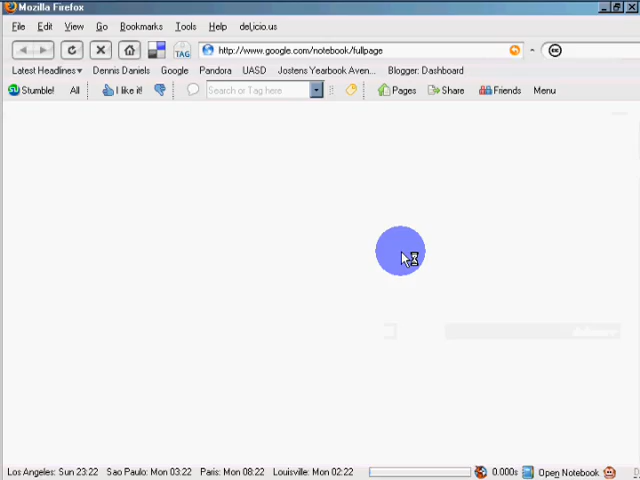 Mozilla Firefox
File Edit View Go Bookmarks Tools Help del.icio.us
TAG http://www.google.com/notebook/fullpage
Latest Headlines Dennis Daniels Google Pandora UASD Jostens Yearbook Aven... Blogger: Dashboard
Stumble! All I like it! Search or Tag here Pages Share Friends Menu
Los Angeles: Sun 23:22 Sao Paulo: Mon 03:22 Paris: Mon 08:22 Louisville: Mon 02:22 0.000s Open Notebook